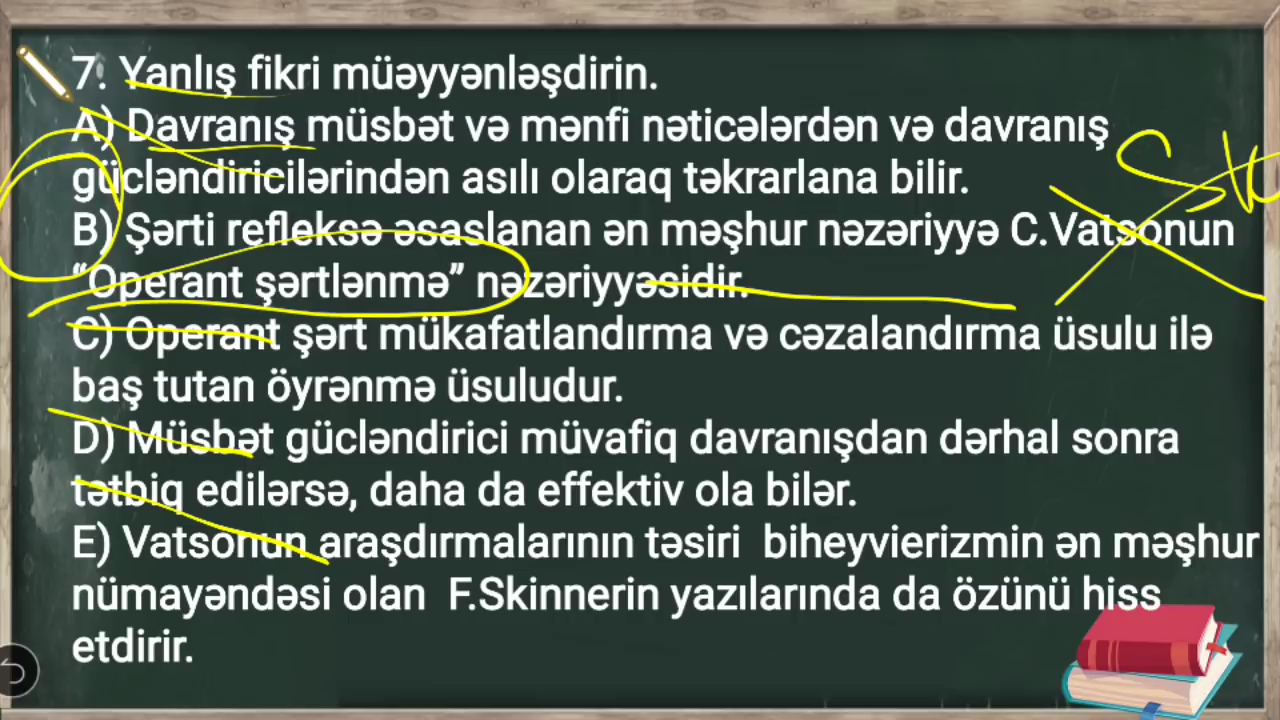 7. Yanlış fikri müəyyənləşdirin.
A) Davranış müsbət və mənfi nəticələrdən və davranış
gücləndiricilərindən asılı olaraq təkrarlana bilir.
B) Şərti refleksə əsaslanan ən məşhur nəzəriyyə C.Vatsonun
“Operant şərtlənmə” nəzəriyyəsidir.
C) Operant şərt mükafatlandırma və cəzalandırma üsulu ilə
baş tutan öyrənmə üsuludur.
D) Müsbət gücləndirici müvafiq davranışdan dərhal sonra
tətbiq edilərsə, daha da effektiv ola bilər.
E) Vatsonun araşdırmalarının təsiri biheyvierizmin ən məşhur
nümayəndəsi olan F.Skinnerin yazılarında da özünü hiss
etdirir.